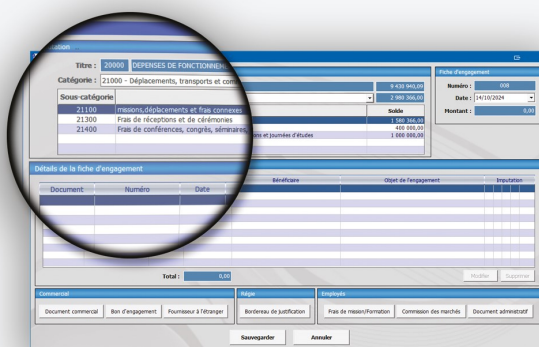 Imputation
Titre : 20000 DEPENSES DE FONCTIONNEM
9 430 940,00
Catégorie : 21000 - Déplacements, transports et com
2 980 366,00
Sous-catégorie
Solde
21100 missions,déplacements et frais connexes
1 580 366,00
21300 Frais de réceptions et de cérémonies
400 000,00
21400 Frais de conférences, congrès, séminaires,
ons et journées d'études
1 000 000,00
Fiche d'engagement
Numéro : 008
Date : 14/10/2024
Montant : 0,00
Détails de la fiche d'engagement
Document Numéro Date Bénéficiaire Objet de l'engagement Imputation
Total : 0,00
Modifier Supprimer
Commercial
Document commercial Bon d'engagement Fournisseur à l'étranger
Régie
Bordereau de justification
Employés
Frais de mission/Formation Commission des marchés Document administratif
Sauvegarder Annuler